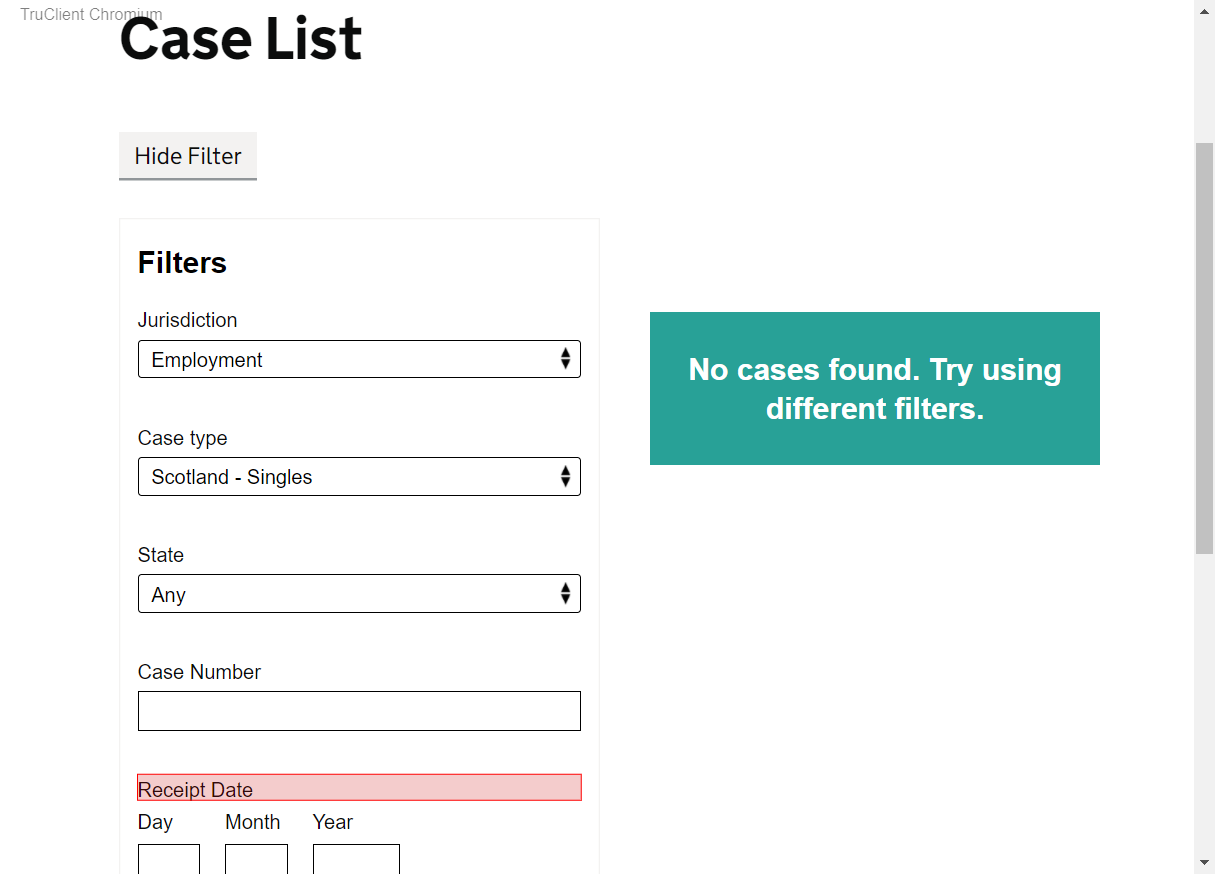 TruClient Chromium
Case List
Hide Filter
Filters
Jurisdiction
Employment
Case type
Scotland - Singles
State
Any
Case Number
Receipt Date
Day Month Year
No cases found. Try using
different filters.